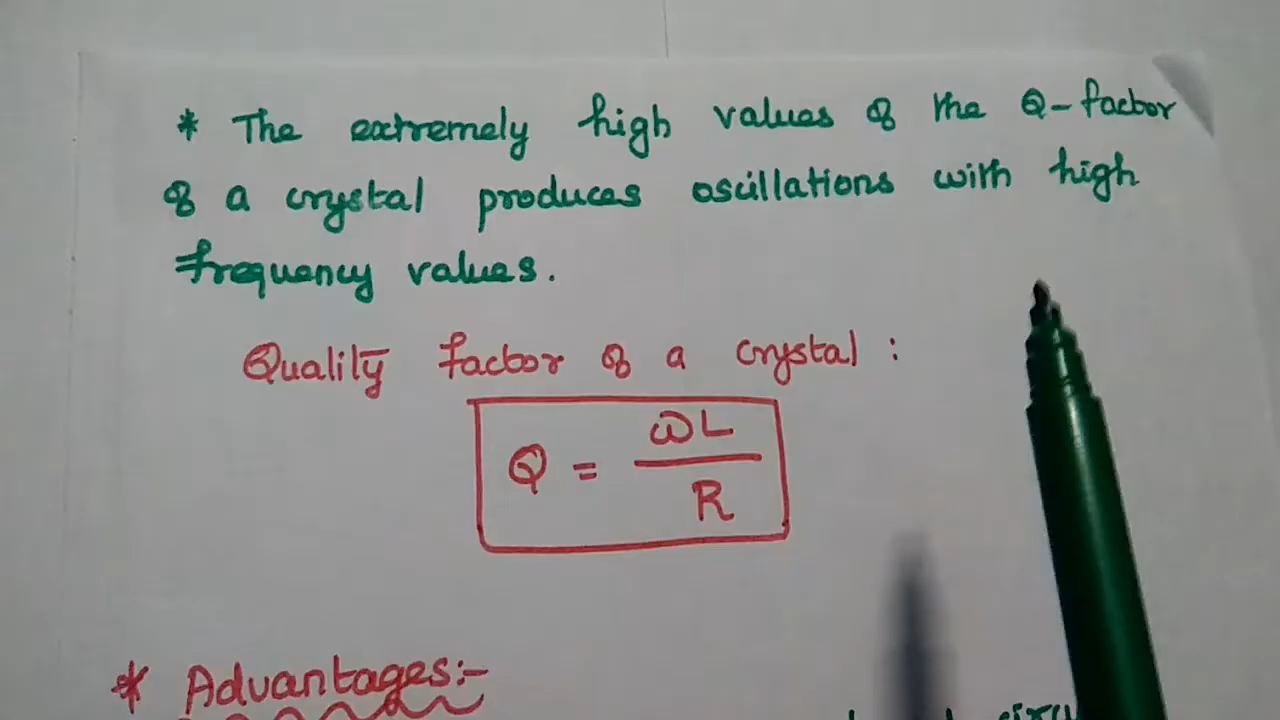 * The extremely high values of the Q-factor
of a crystal produces oscillations with high
frequency values.
Quality factor of a crystal :
Q = ωL / R
* Advantages:-